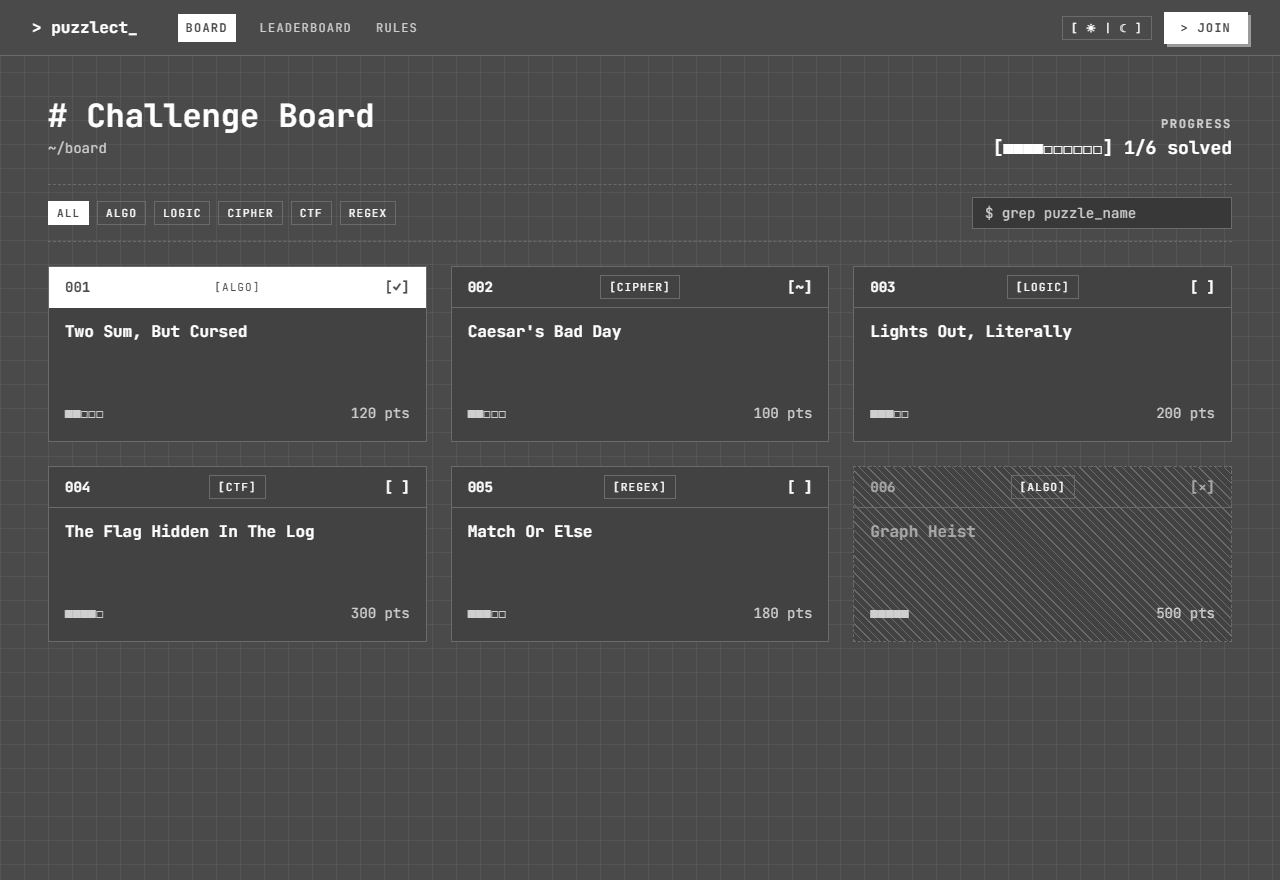 > puzzlect_ BOARD LEADERBOARD RULES [ ☀ | ☾ ] > JOIN
# Challenge Board
~/board
PROGRESS
[■■■■□□□□□□] 1/6 solved
ALL ALGO LOGIC CIPHER CTF REGEX
$ grep puzzle_name
001 [ALGO] [✓]
Two Sum, But Cursed
■■□□□ 120 pts
002 [CIPHER] [~]
Caesar's Bad Day
■■□□□ 100 pts
003 [LOGIC] [ ]
Lights Out, Literally
■■■□□ 200 pts
004 [CTF] [ ]
The Flag Hidden In The Log
■■■■□ 300 pts
005 [REGEX] [ ]
Match Or Else
■■■□□ 180 pts
006 [ALGO] [×]
Graph Heist
■■■■■ 500 pts